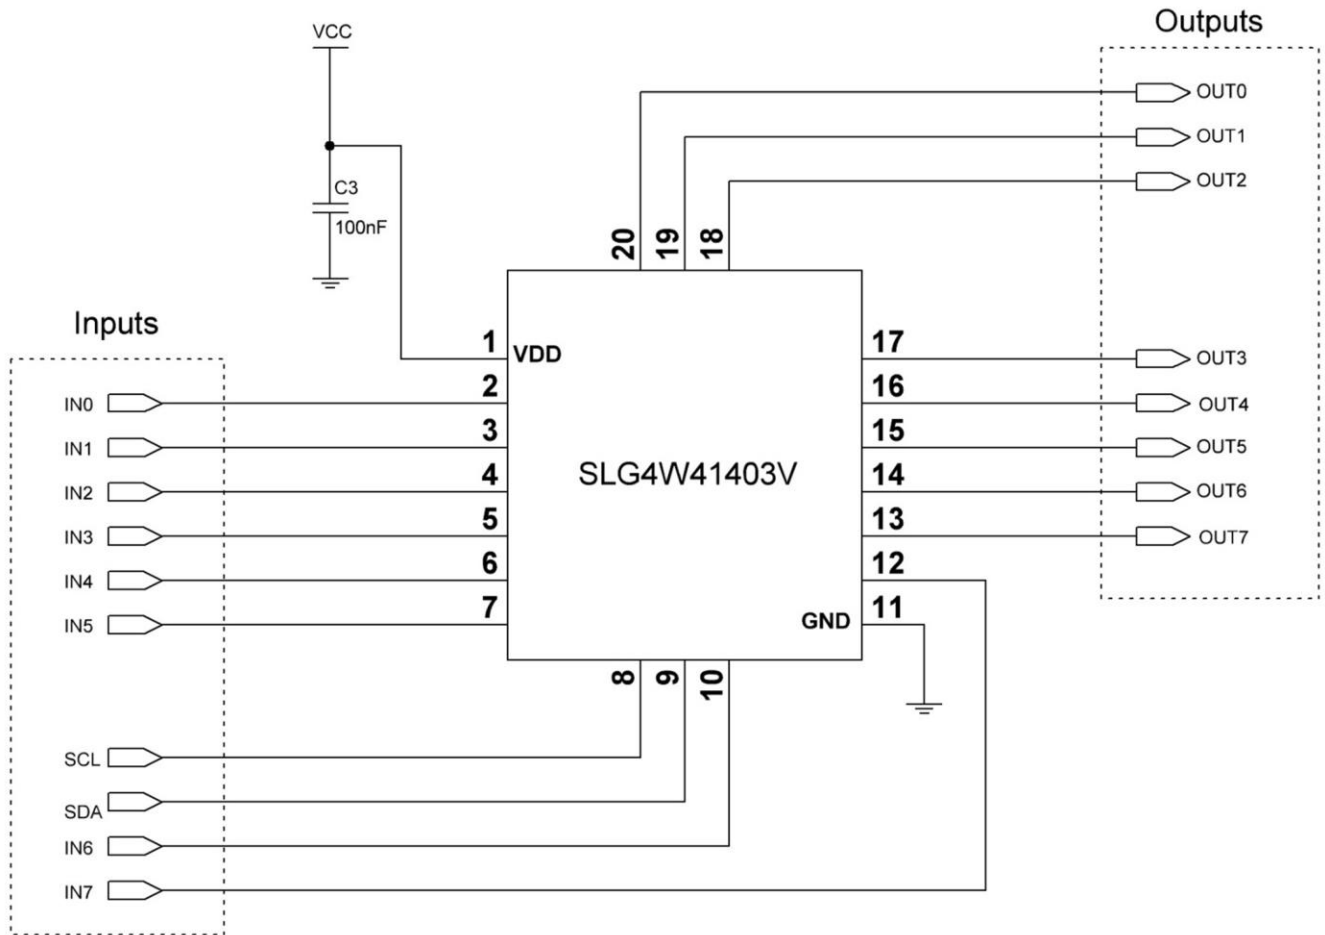 Outputs
VCC
OUT0
OUT1
OUT2
C3
100nF
20 19 18
Inputs
1 VDD 17 OUT3
IN0 2 16 OUT4
IN1 3 15 OUT5
SLG4W41403V
IN2 4 14 OUT6
IN3 5 13 OUT7
IN4 6 12
IN5 7 GND 11
8 9 10
SCL
SDA
IN6
IN7